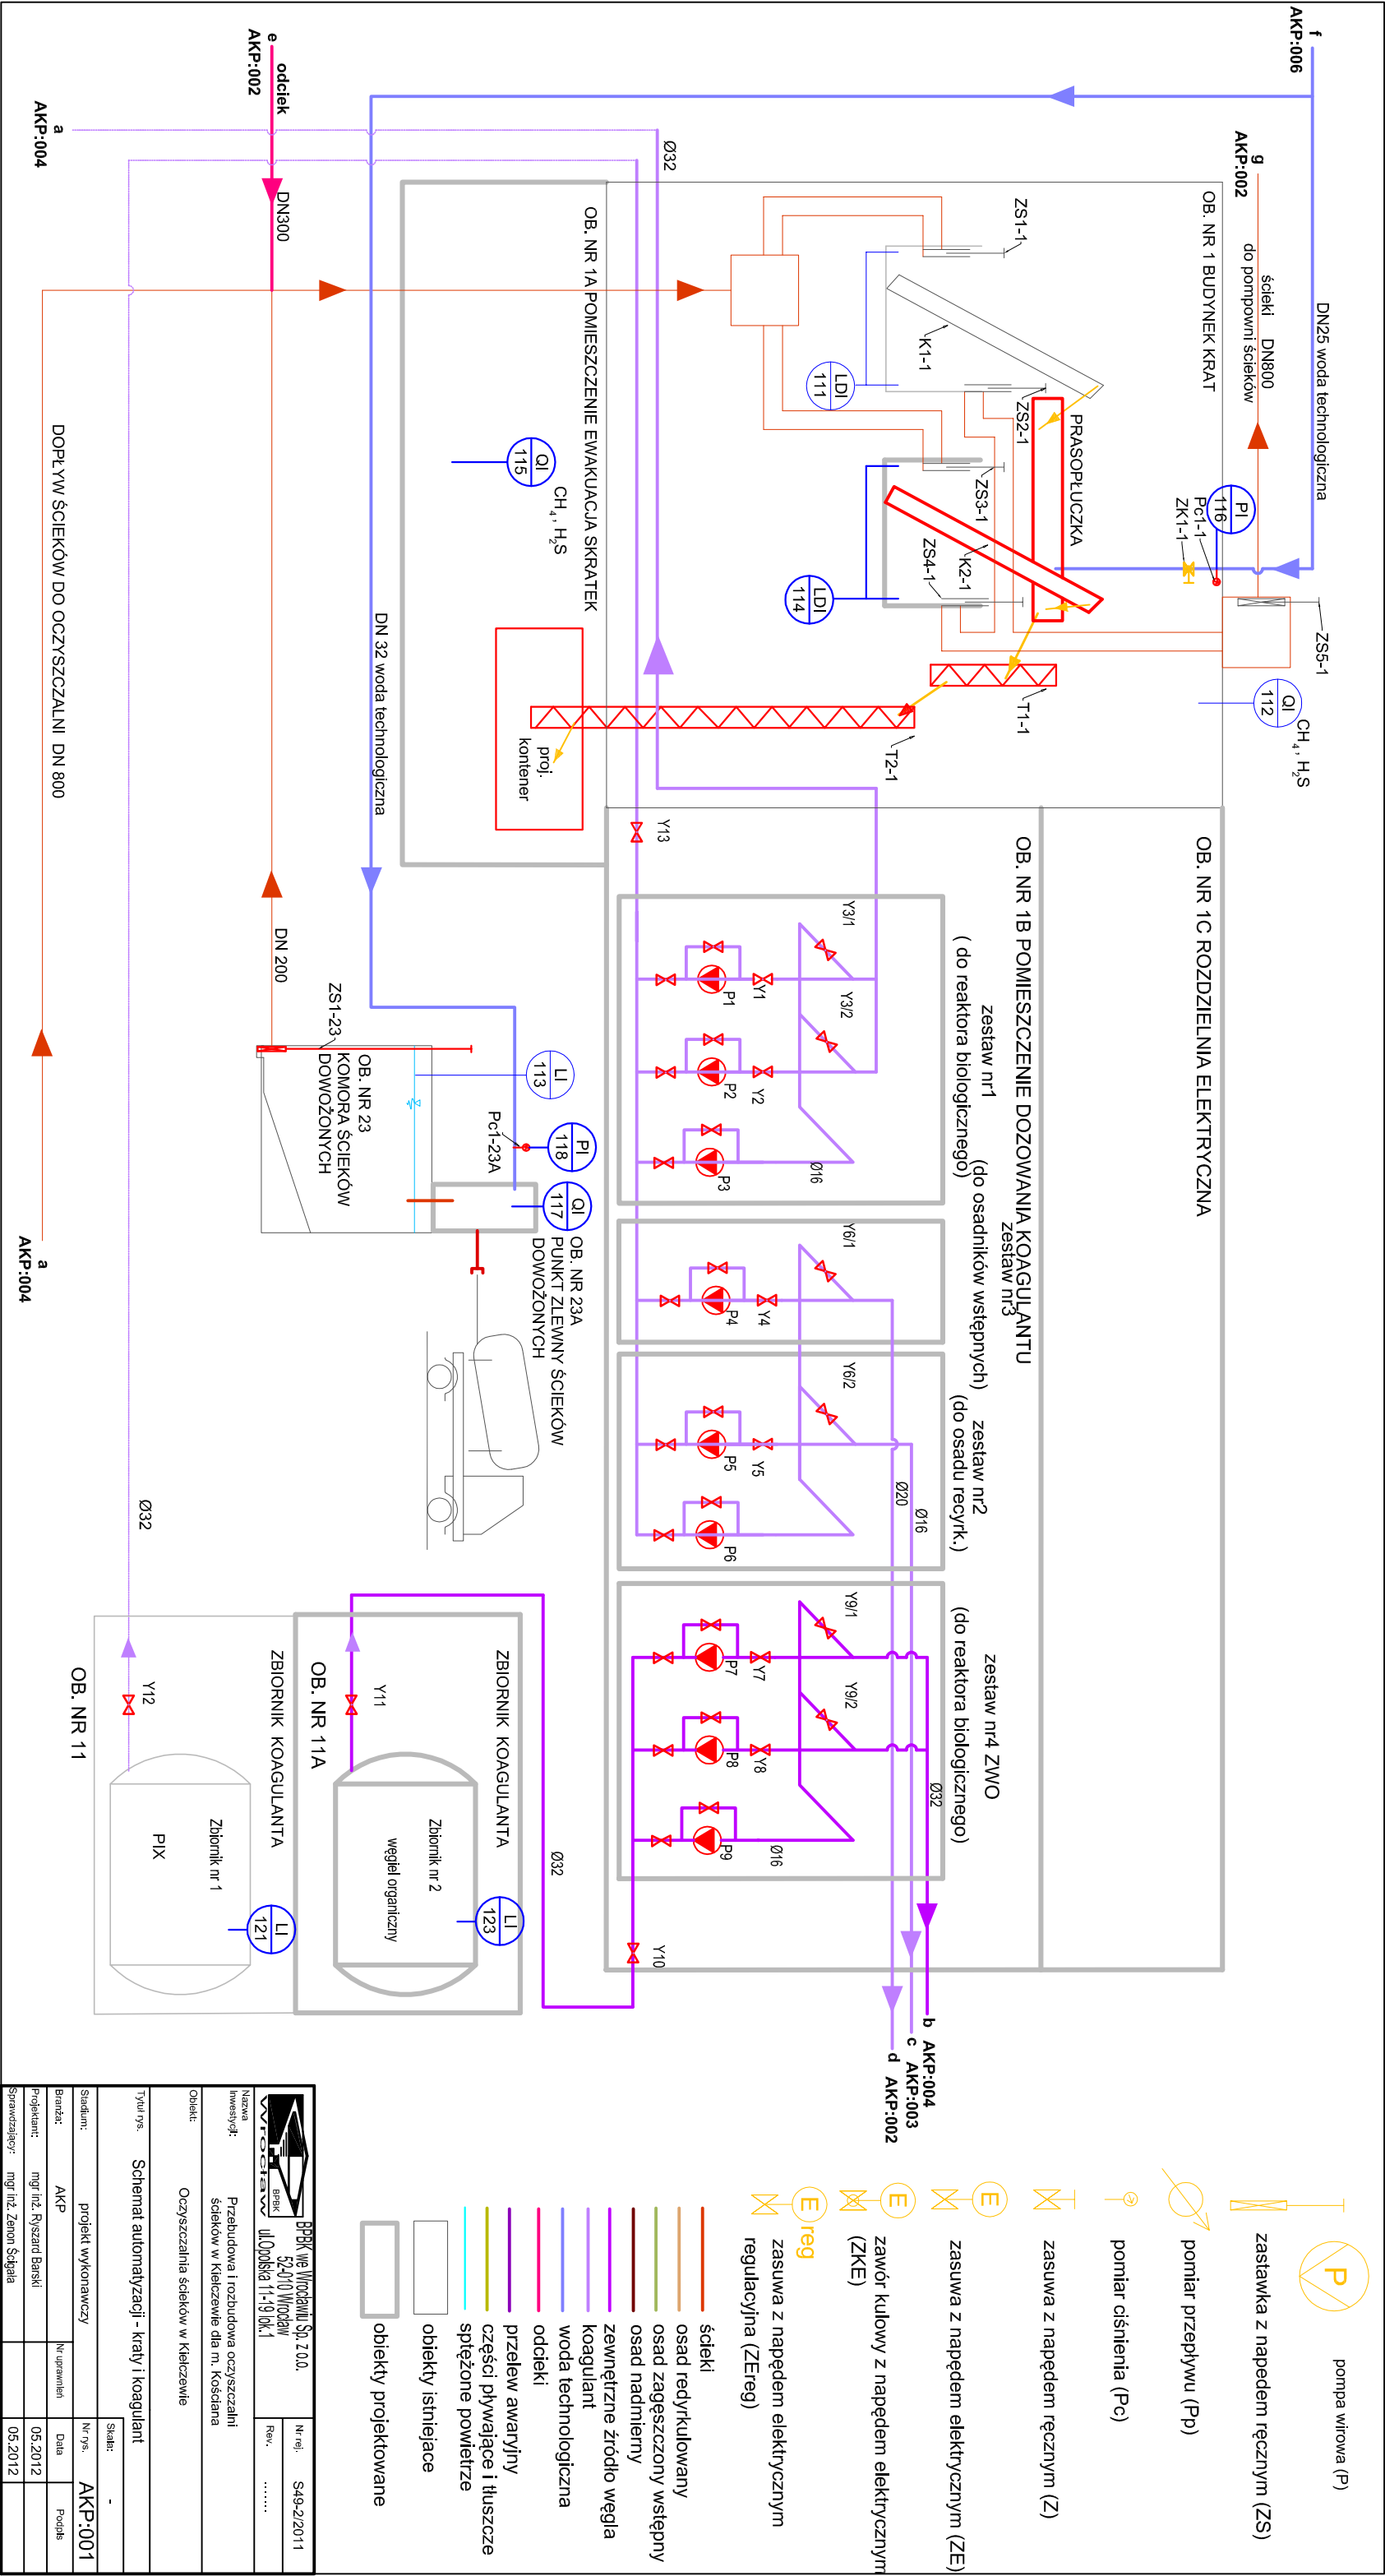 f
AKP:006
DN25 woda technologiczna
g
AKP:002
ścieki DN800
do pompowni ścieków
OB. NR 1 BUDYNEK KRAT
PI
116
Pc1-1
ZK1-1
ZS5-1
QI
112
CH4, H2S
ZS1-1
K1-1
ZS2-1
PRASOPŁUCZKA
ZS3-1
K2-1
ZS4-1
LDI
111
LDI
114
T1-1
T2-1
OB. NR 1A POMIESZCZENIE EWAKUACJA SKRATEK
QI
115
CH4, H2S
proj.
kontener
Ø32
e
AKP:002
odciek
DN300
a
AKP:004
DOPŁYW ŚCIEKÓW DO OCZYSZCZALNI DN 800
DN 32 woda technologiczna
DN 200
OB. NR 1C ROZDZIELNIA ELEKTRYCZNA
OB. NR 1B POMIESZCZENIE DOZOWANIA KOAGULANTU
zestaw nr1
( do reaktora biologicznego)
zestaw nr3
(do osadników wstępnych)
zestaw nr2
(do osadu recyrk.)
zestaw nr4 ZWO
(do reaktora biologicznego)
Y13
Y3/1
Y3/2
Y1
Y2
P1
P2
P3
Ø16
Y6/1
Y4
P4
Y6/2
Y5
P5
P6
Ø20
Ø16
Y9/1
Y9/2
Y7
Y8
P7
P8
P9
Ø16
Ø32
Y10
b AKP:004
c AKP:003
d AKP:002
ZS1-23
OB. NR 23
KOMORA ŚCIEKÓW
DOWOŻONYCH
LI
113
Pc1-23A
PI
118
QI
117
OB. NR 23A
PUNKT ZLEWNY ŚCIEKÓW
DOWOŻONYCH
a
AKP:004
Ø32
Ø32
ZBIORNIK KOAGULANTA
OB. NR 11A
Y11
Zbiornik nr 2
węgiel organiczny
LI
123
ZBIORNIK KOAGULANTA
OB. NR 11
Y12
Zbiornik nr 1
PIX
LI
121
P
pompa wirowa (P)
zastawka z napędem ręcznym (ZS)
pomiar przepływu (Pp)
pomiar ciśnienia (Pc)
zasuwa z napędem ręcznym (Z)
E
zasuwa z napędem elektrycznym (ZE)
E
zawór kulowy z napędem elektrycznym
(ZKE)
E reg
zasuwa z napędem elektrycznym
regulacyjna (ZEreg)
ścieki
osad redyrkulowany
osad zagęszczony wstępny
osad nadmierny
zewnętrzne źródło węgla
koagulant
woda technologiczna
odcieki
przelew awaryjny
części pływające i tłuszcze
sptężone powietrze
obiekty istniejace
obiekty projektowane
BPBK
Wrocław
BPBK we Wrocławiu Sp. z o.o.
52-010 Wrocław
ul.Opolska 11-19 lok.1
Nr rej. S49-2/2011
Rev. .......
Nazwa
Inwestycji:
Przebudowa i rozbudowa oczyszczalni
ścieków w Kiełczewie dla m. Kościana
Obiekt:
Oczyszczalnia ścieków w Kiełczewie
Tytuł rys.
Schemat automatyzacji - kraty i koagulant
Skala: -
Stadium: projekt wykonawczy
Nr rys. AKP:001
Branża: AKP
Nr uprawnień
Data
Podpis
Projektant: mgr inż. Ryszard Barski
05.2012
Sprawdzający: mgr inż. Zenon Ścigała
05.2012